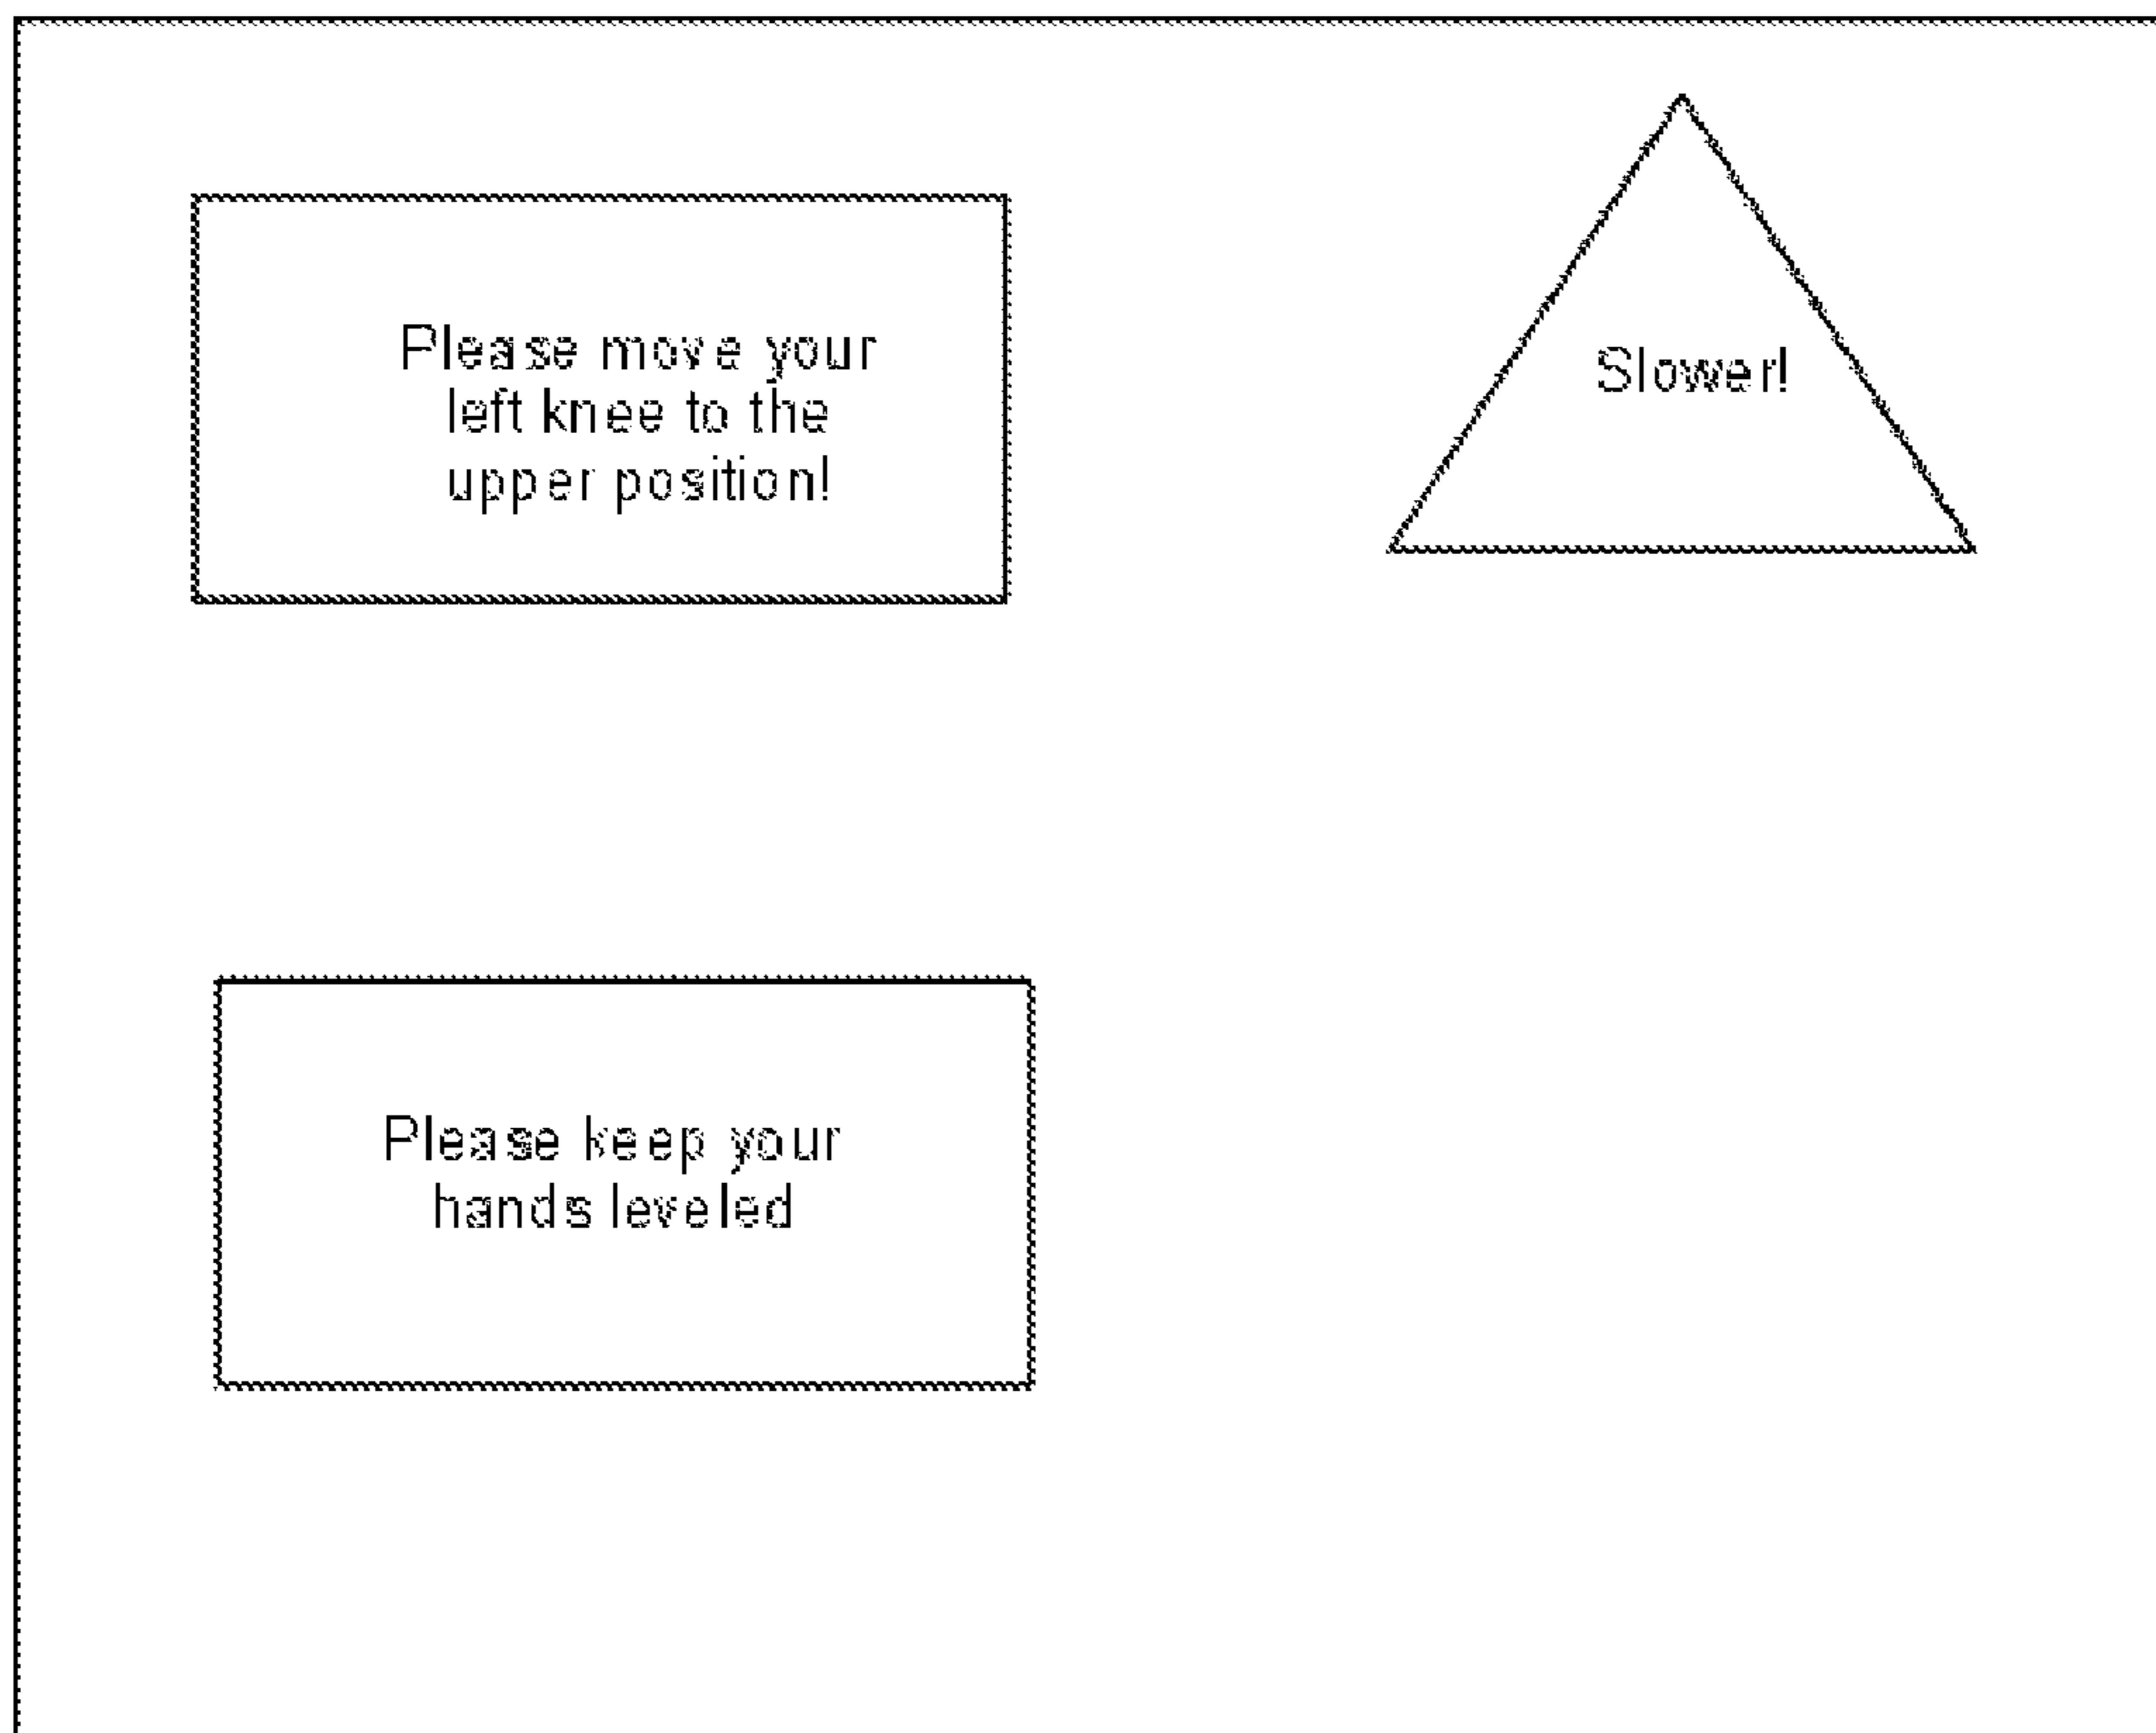 Please move your
left knee to the
upper position!
Slower!
Please keep your
hands leveled